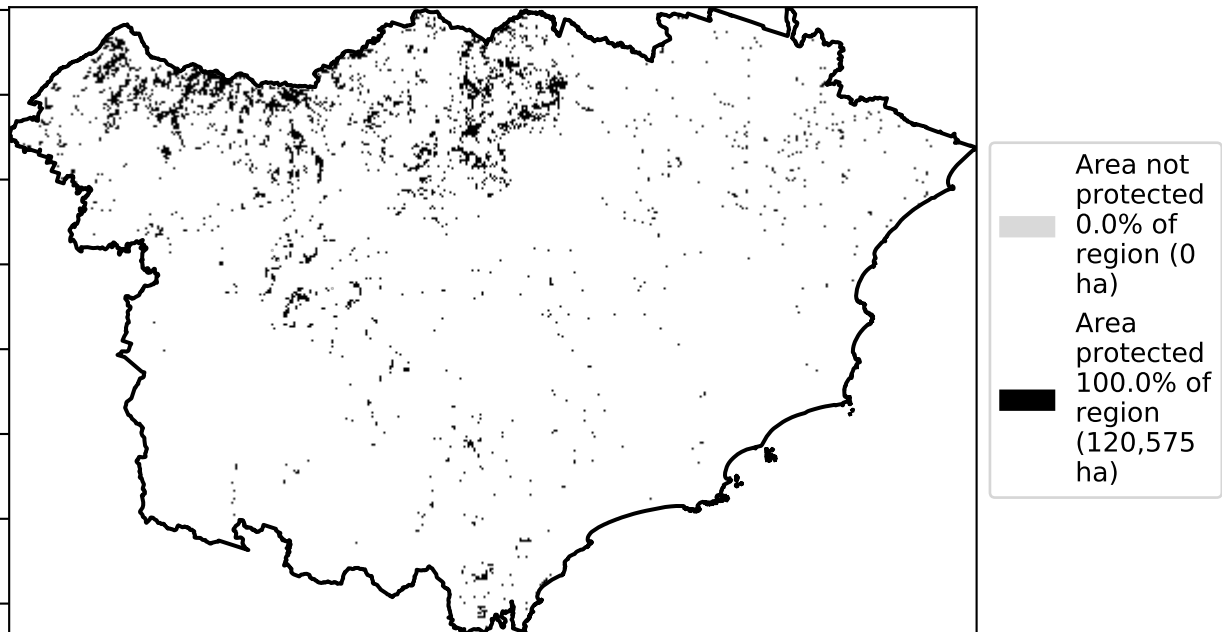 Area not
protected
0.0% of
region (0
ha)
Area
protected
100.0% of
region
(120,575
ha)